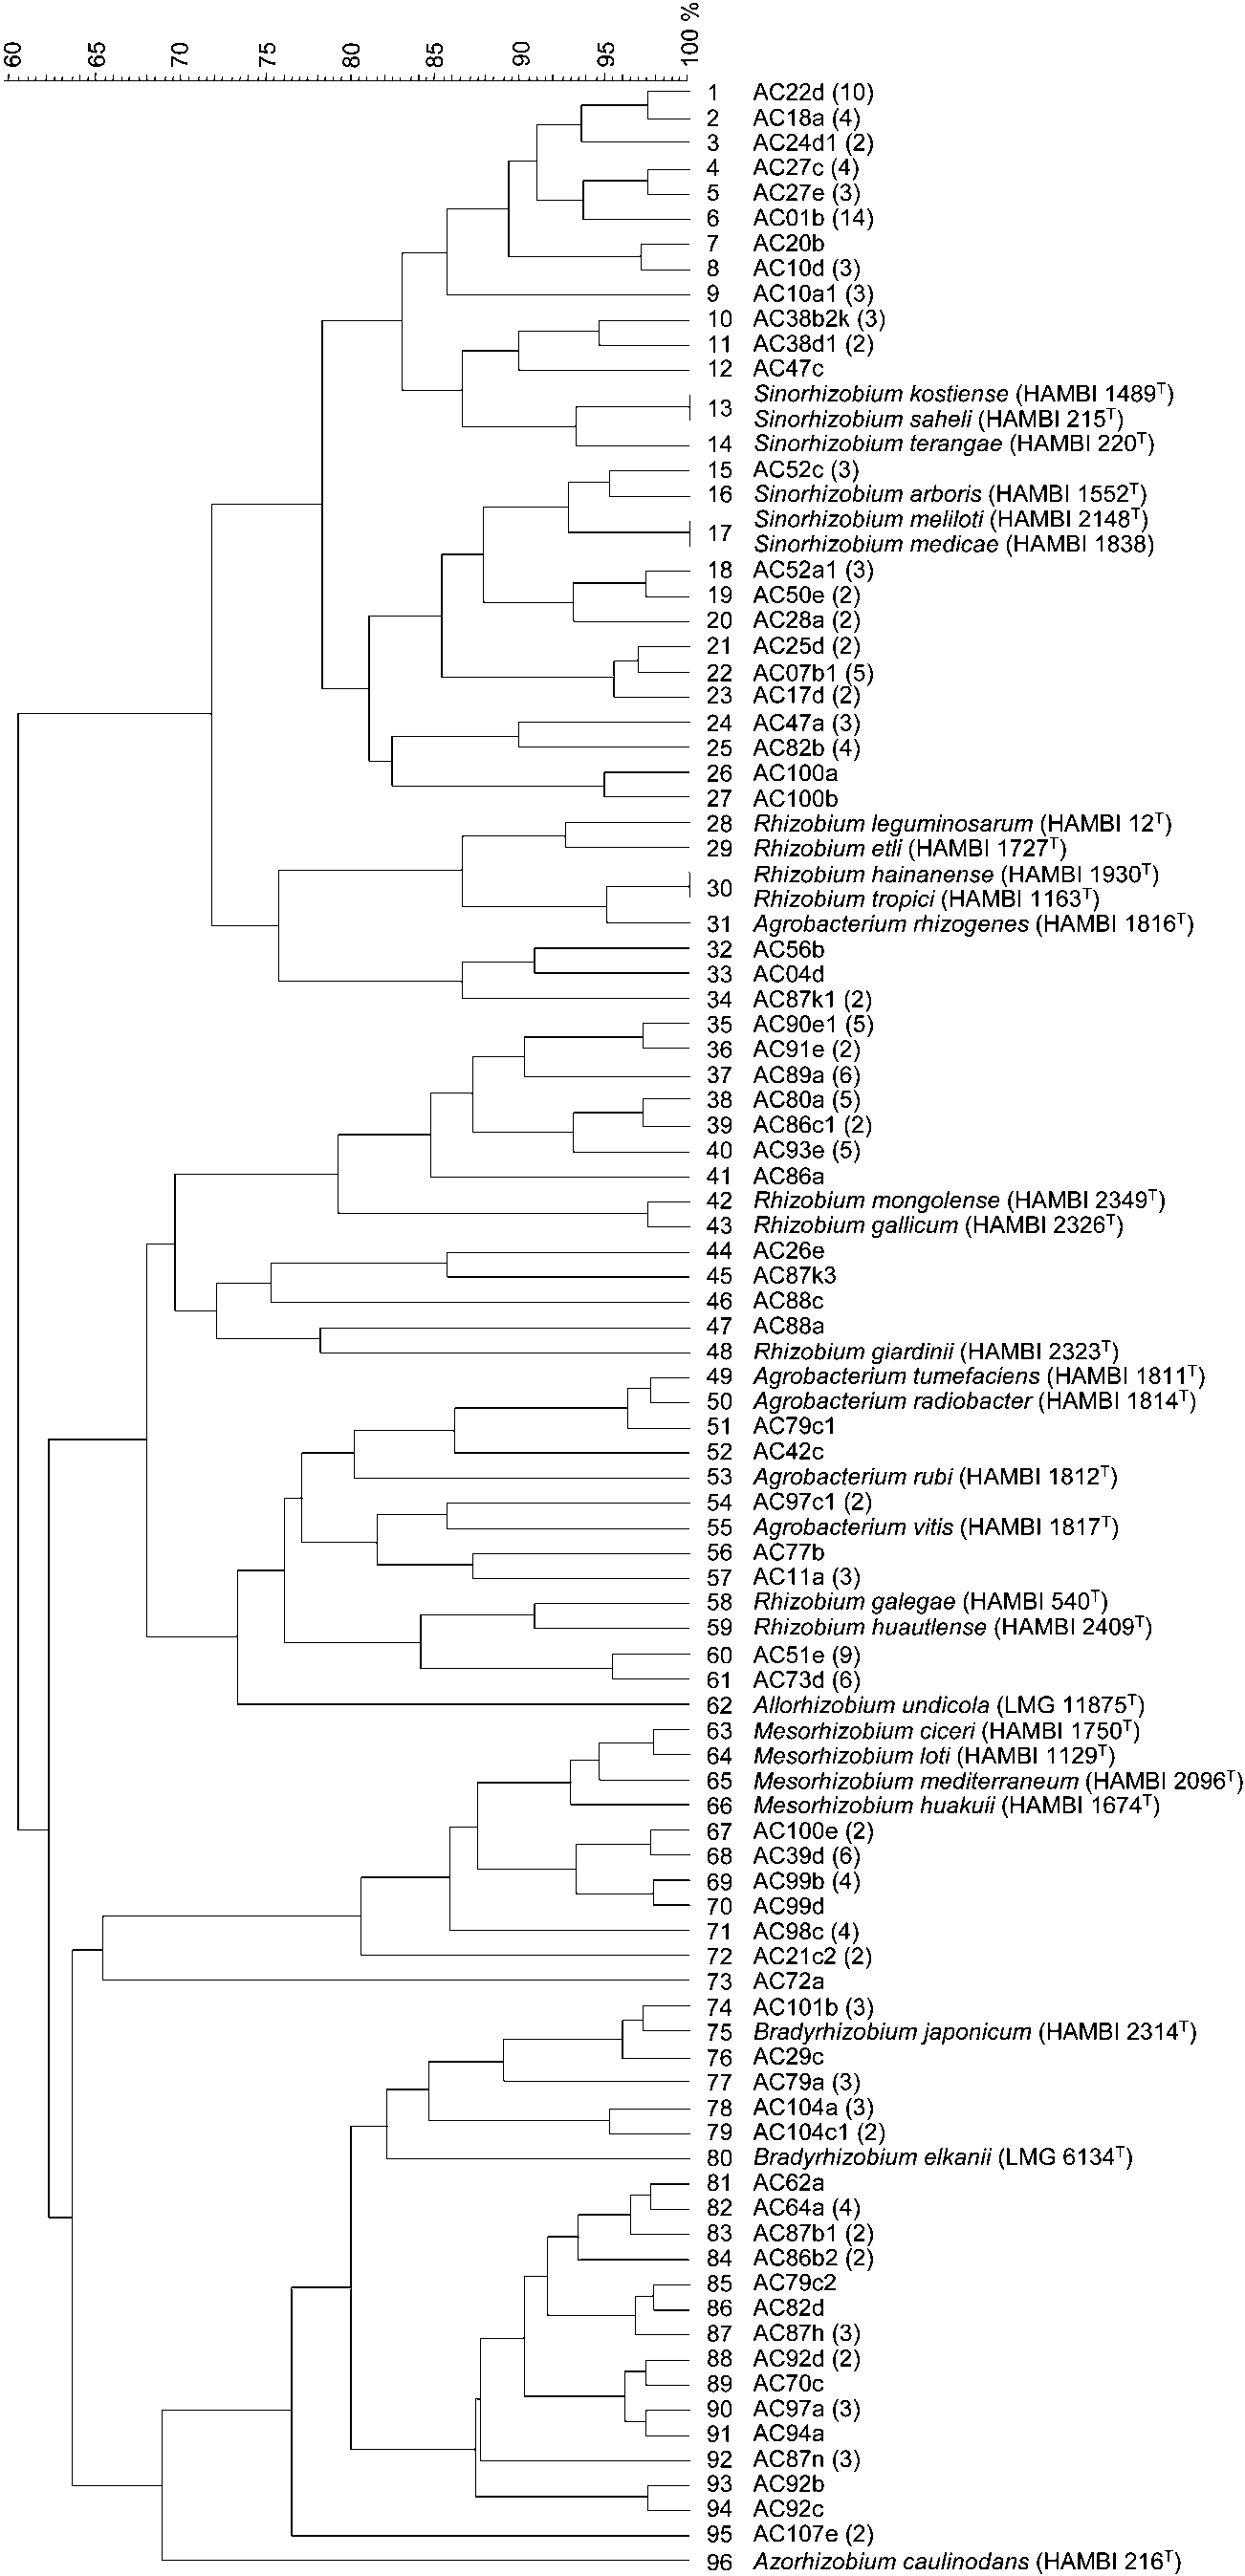 60 65 70 75 80 85 90 95 100 %
1 AC22d (10)
2 AC18a (4)
3 AC24d1 (2)
4 AC27c (4)
5 AC27e (3)
6 AC01b (14)
7 AC20b
8 AC10d (3)
9 AC10a1 (3)
10 AC38b2k (3)
11 AC38d1 (2)
12 AC47c
Sinorhizobium kostiense (HAMBI 1489ᵀ)
13
Sinorhizobium saheli (HAMBI 215ᵀ)
14 Sinorhizobium terangae (HAMBI 220ᵀ)
15 AC52c (3)
16 Sinorhizobium arboris (HAMBI 1552ᵀ)
Sinorhizobium meliloti (HAMBI 2148ᵀ)
17
Sinorhizobium medicae (HAMBI 1838)
18 AC52a1 (3)
19 AC50e (2)
20 AC28a (2)
21 AC25d (2)
22 AC07b1 (5)
23 AC17d (2)
24 AC47a (3)
25 AC82b (4)
26 AC100a
27 AC100b
28 Rhizobium leguminosarum (HAMBI 12ᵀ)
29 Rhizobium etli (HAMBI 1727ᵀ)
Rhizobium hainanense (HAMBI 1930ᵀ)
30
Rhizobium tropici (HAMBI 1163ᵀ)
31 Agrobacterium rhizogenes (HAMBI 1816ᵀ)
32 AC56b
33 AC04d
34 AC87k1 (2)
35 AC90e1 (5)
36 AC91e (2)
37 AC89a (6)
38 AC80a (5)
39 AC86c1 (2)
40 AC93e (5)
41 AC86a
42 Rhizobium mongolense (HAMBI 2349ᵀ)
43 Rhizobium gallicum (HAMBI 2326ᵀ)
44 AC26e
45 AC87k3
46 AC88c
47 AC88a
48 Rhizobium giardinii (HAMBI 2323ᵀ)
49 Agrobacterium tumefaciens (HAMBI 1811ᵀ)
50 Agrobacterium radiobacter (HAMBI 1814ᵀ)
51 AC79c1
52 AC42c
53 Agrobacterium rubi (HAMBI 1812ᵀ)
54 AC97c1 (2)
55 Agrobacterium vitis (HAMBI 1817ᵀ)
56 AC77b
57 AC11a (3)
58 Rhizobium galegae (HAMBI 540ᵀ)
59 Rhizobium huautlense (HAMBI 2409ᵀ)
60 AC51e (9)
61 AC73d (6)
62 Allorhizobium undicola (LMG 11875ᵀ)
63 Mesorhizobium ciceri (HAMBI 1750ᵀ)
64 Mesorhizobium loti (HAMBI 1129ᵀ)
65 Mesorhizobium mediterraneum (HAMBI 2096ᵀ)
66 Mesorhizobium huakuii (HAMBI 1674ᵀ)
67 AC100e (2)
68 AC39d (6)
69 AC99b (4)
70 AC99d
71 AC98c (4)
72 AC21c2 (2)
73 AC72a
74 AC101b (3)
75 Bradyrhizobium japonicum (HAMBI 2314ᵀ)
76 AC29c
77 AC79a (3)
78 AC104a (3)
79 AC104c1 (2)
80 Bradyrhizobium elkanii (LMG 6134ᵀ)
81 AC62a
82 AC64a (4)
83 AC87b1 (2)
84 AC86b2 (2)
85 AC79c2
86 AC82d
87 AC87h (3)
88 AC92d (2)
89 AC70c
90 AC97a (3)
91 AC94a
92 AC87n (3)
93 AC92b
94 AC92c
95 AC107e (2)
96 Azorhizobium caulinodans (HAMBI 216ᵀ)